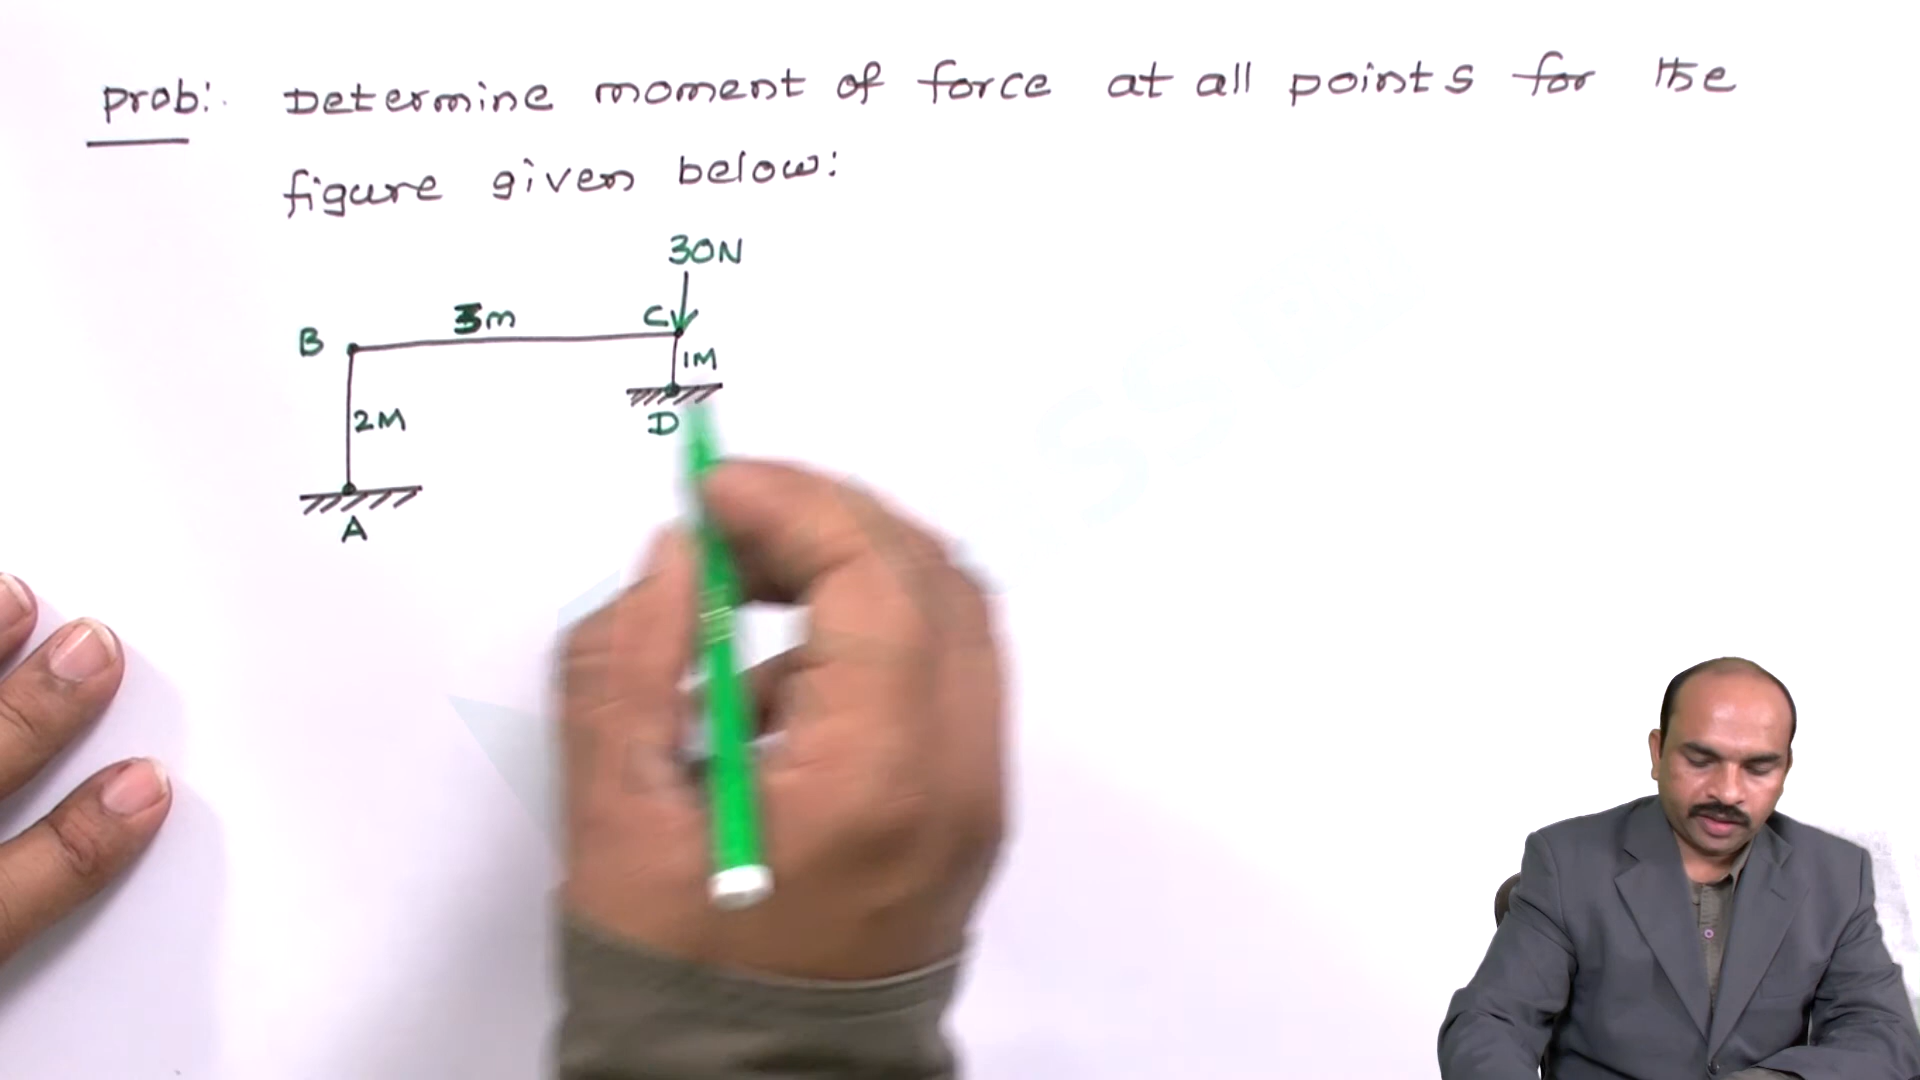 prob: Determine moment of force at all points for the
figure given below:
30N
B 3m C
1M
2M
D
A